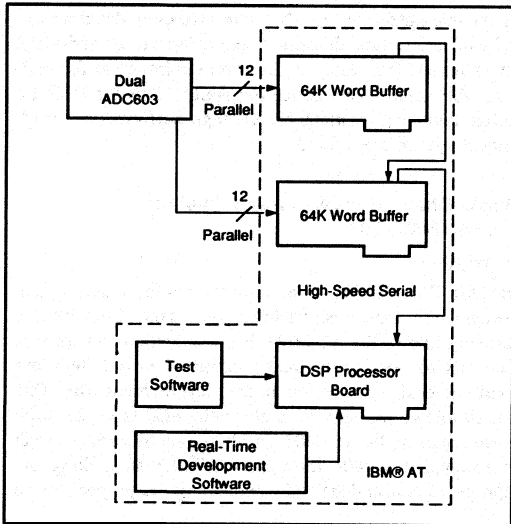 Dual
ADC603
12
Parallel
64K Word Buffer
12
Parallel
64K Word Buffer
High-Speed Serial
Test
Software
DSP Processor
Board
Real-Time
Development
Software
IBM® AT